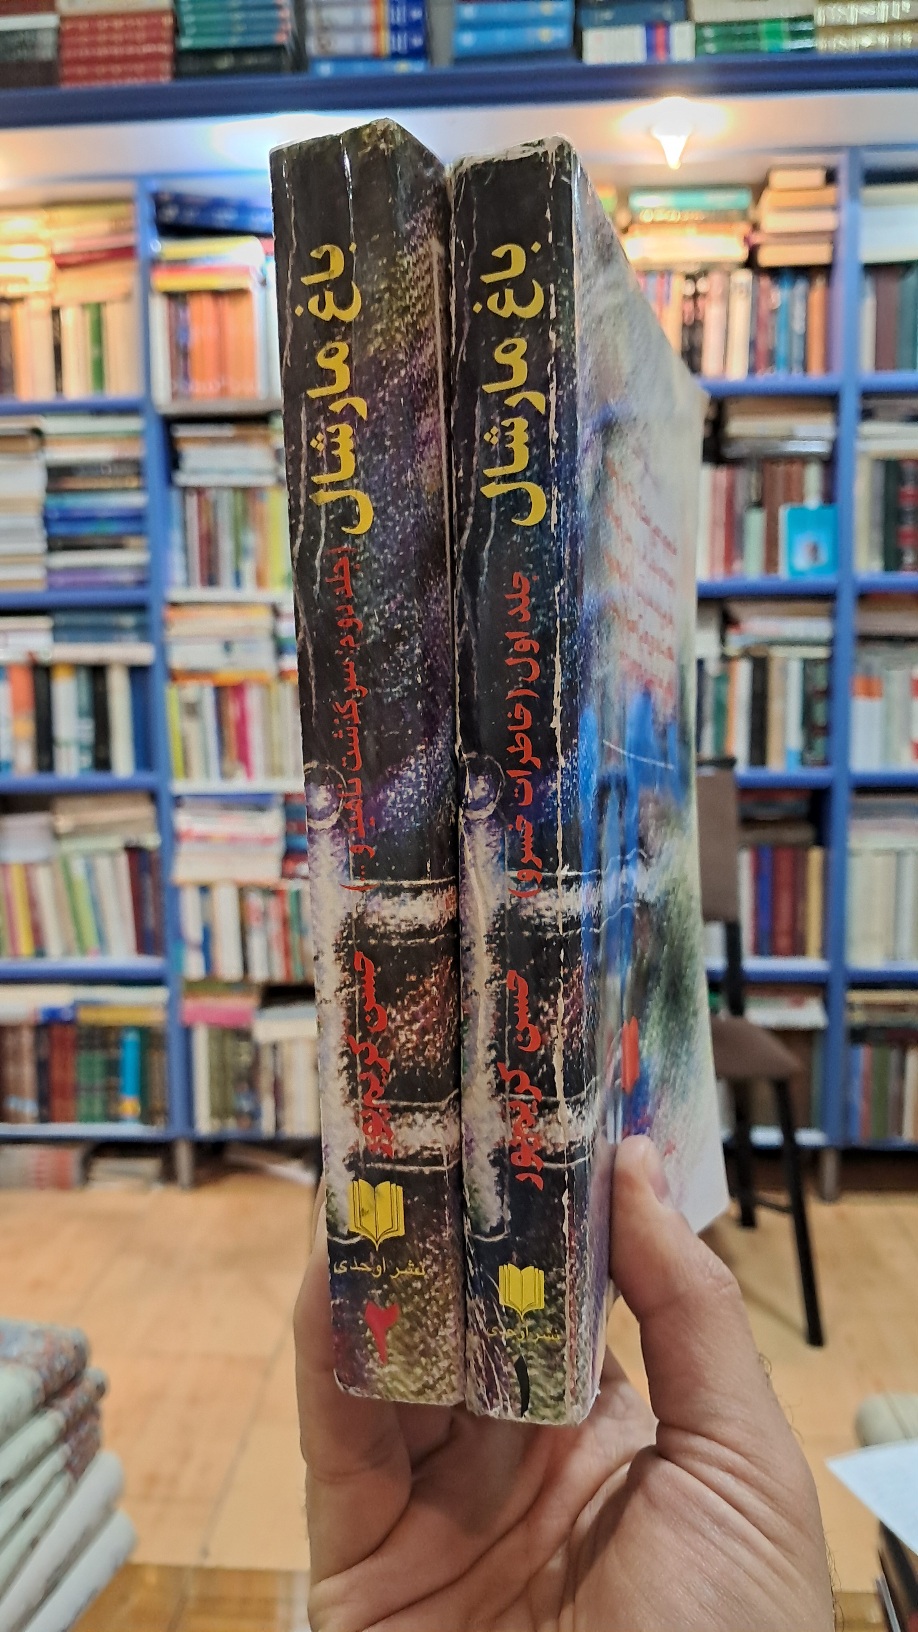 باغ مارشال
جلد اول (خاطرات خسرو)
حسن کریم‌پور
نشر اوحدی
۱
باغ مارشال
(جلد دوم: سرگذشت ناهید و ...)
حسن کریم‌پور
نشر اوحدی
۲